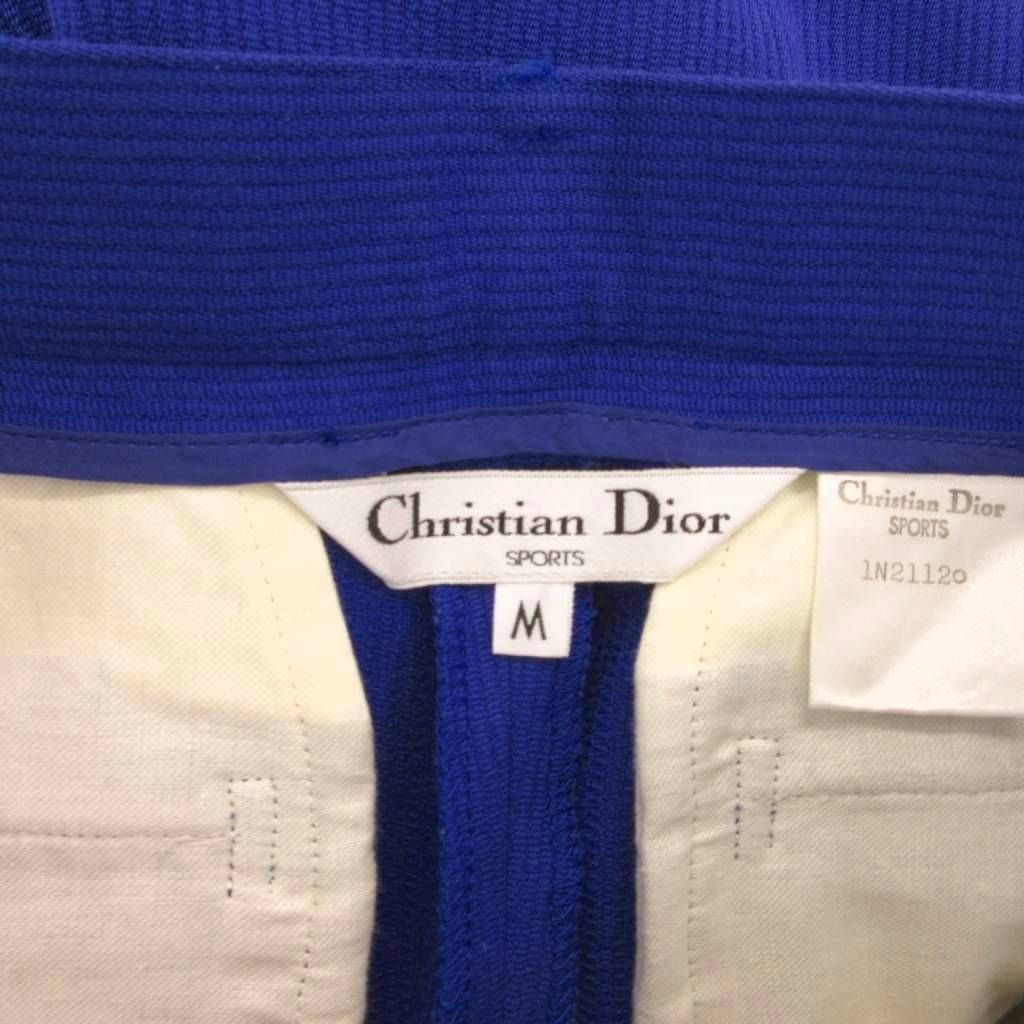 Christian Dior
SPORTS
M
Christian Dior
SPORTS
1N21120